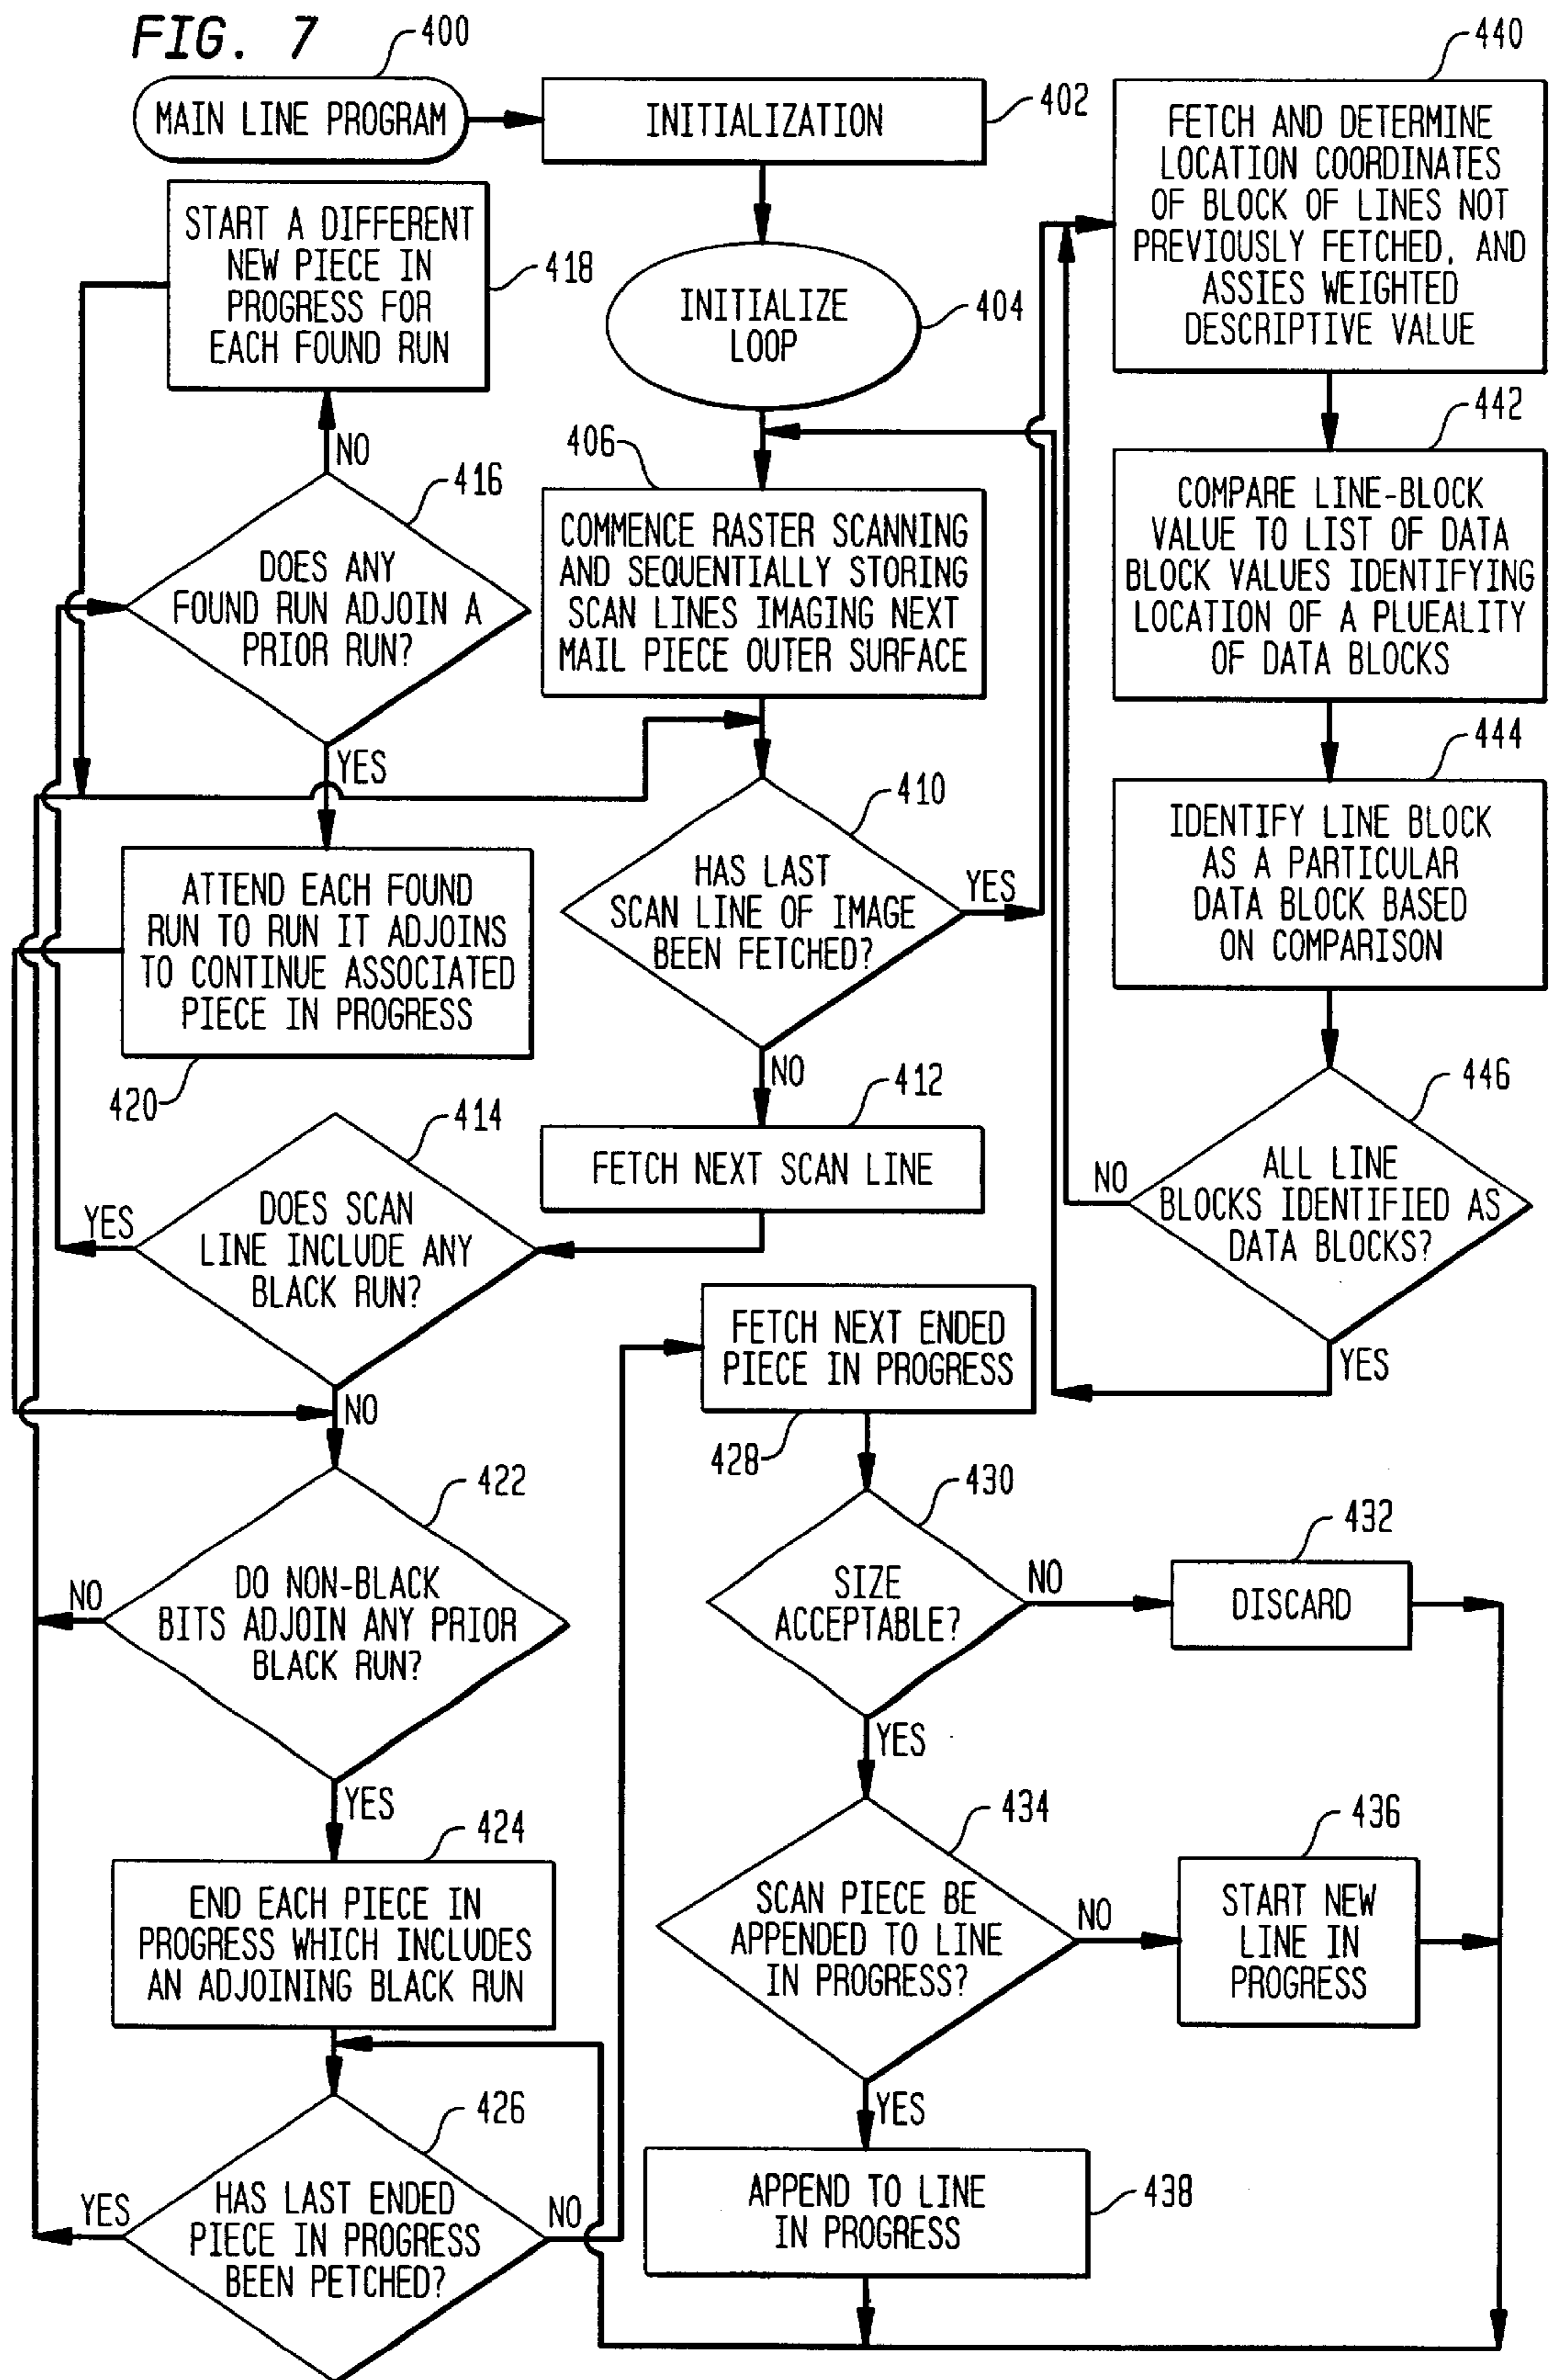 FIG. 7
400
MAIN LINE PROGRAM
INITIALIZATION
402
START A DIFFERENT
NEW PIECE IN
PROGRESS FOR
EACH FOUND RUN
418
INITIALIZE
LOOP
404
NO
416
DOES ANY
FOUND RUN ADJOIN A
PRIOR RUN?
YES
406
COMMENCE RASTER SCANNING
AND SEQUENTIALLY STORING
SCAN LINES IMAGING NEXT
MAIL PIECE OUTER SURFACE
410
HAS LAST
SCAN LINE OF IMAGE
BEEN FETCHED?
YES
NO
ATTEND EACH FOUND
RUN TO RUN IT ADJOINS
TO CONTINUE ASSOCIATED
PIECE IN PROGRESS
420
412
FETCH NEXT SCAN LINE
414
DOES SCAN
LINE INCLUDE ANY
BLACK RUN?
YES
NO
422
DO NON-BLACK
BITS ADJOIN ANY PRIOR
BLACK RUN?
NO
YES
424
END EACH PIECE IN
PROGRESS WHICH INCLUDES
AN ADJOINING BLACK RUN
426
HAS LAST ENDED
PIECE IN PROGRESS
BEEN PETCHED?
YES
NO
FETCH NEXT ENDED
PIECE IN PROGRESS
428
430
SIZE
ACCEPTABLE?
NO
432
DISCARD
YES
434
SCAN PIECE BE
APPENDED TO LINE
IN PROGRESS?
NO
436
START NEW
LINE IN
PROGRESS
YES
APPEND TO LINE
IN PROGRESS
438
440
FETCH AND DETERMINE
LOCATION COORDINATES
OF BLOCK OF LINES NOT
PREVIOUSLY FETCHED, AND
ASSIES WEIGHTED
DESCRIPTIVE VALUE
442
COMPARE LINE-BLOCK
VALUE TO LIST OF DATA
BLOCK VALUES IDENTIFYING
LOCATION OF A PLUEALITY
OF DATA BLOCKS
444
IDENTIFY LINE BLOCK
AS A PARTICULAR
DATA BLOCK BASED
ON COMPARISON
446
ALL LINE
BLOCKS IDENTIFIED AS
DATA BLOCKS?
NO
YES